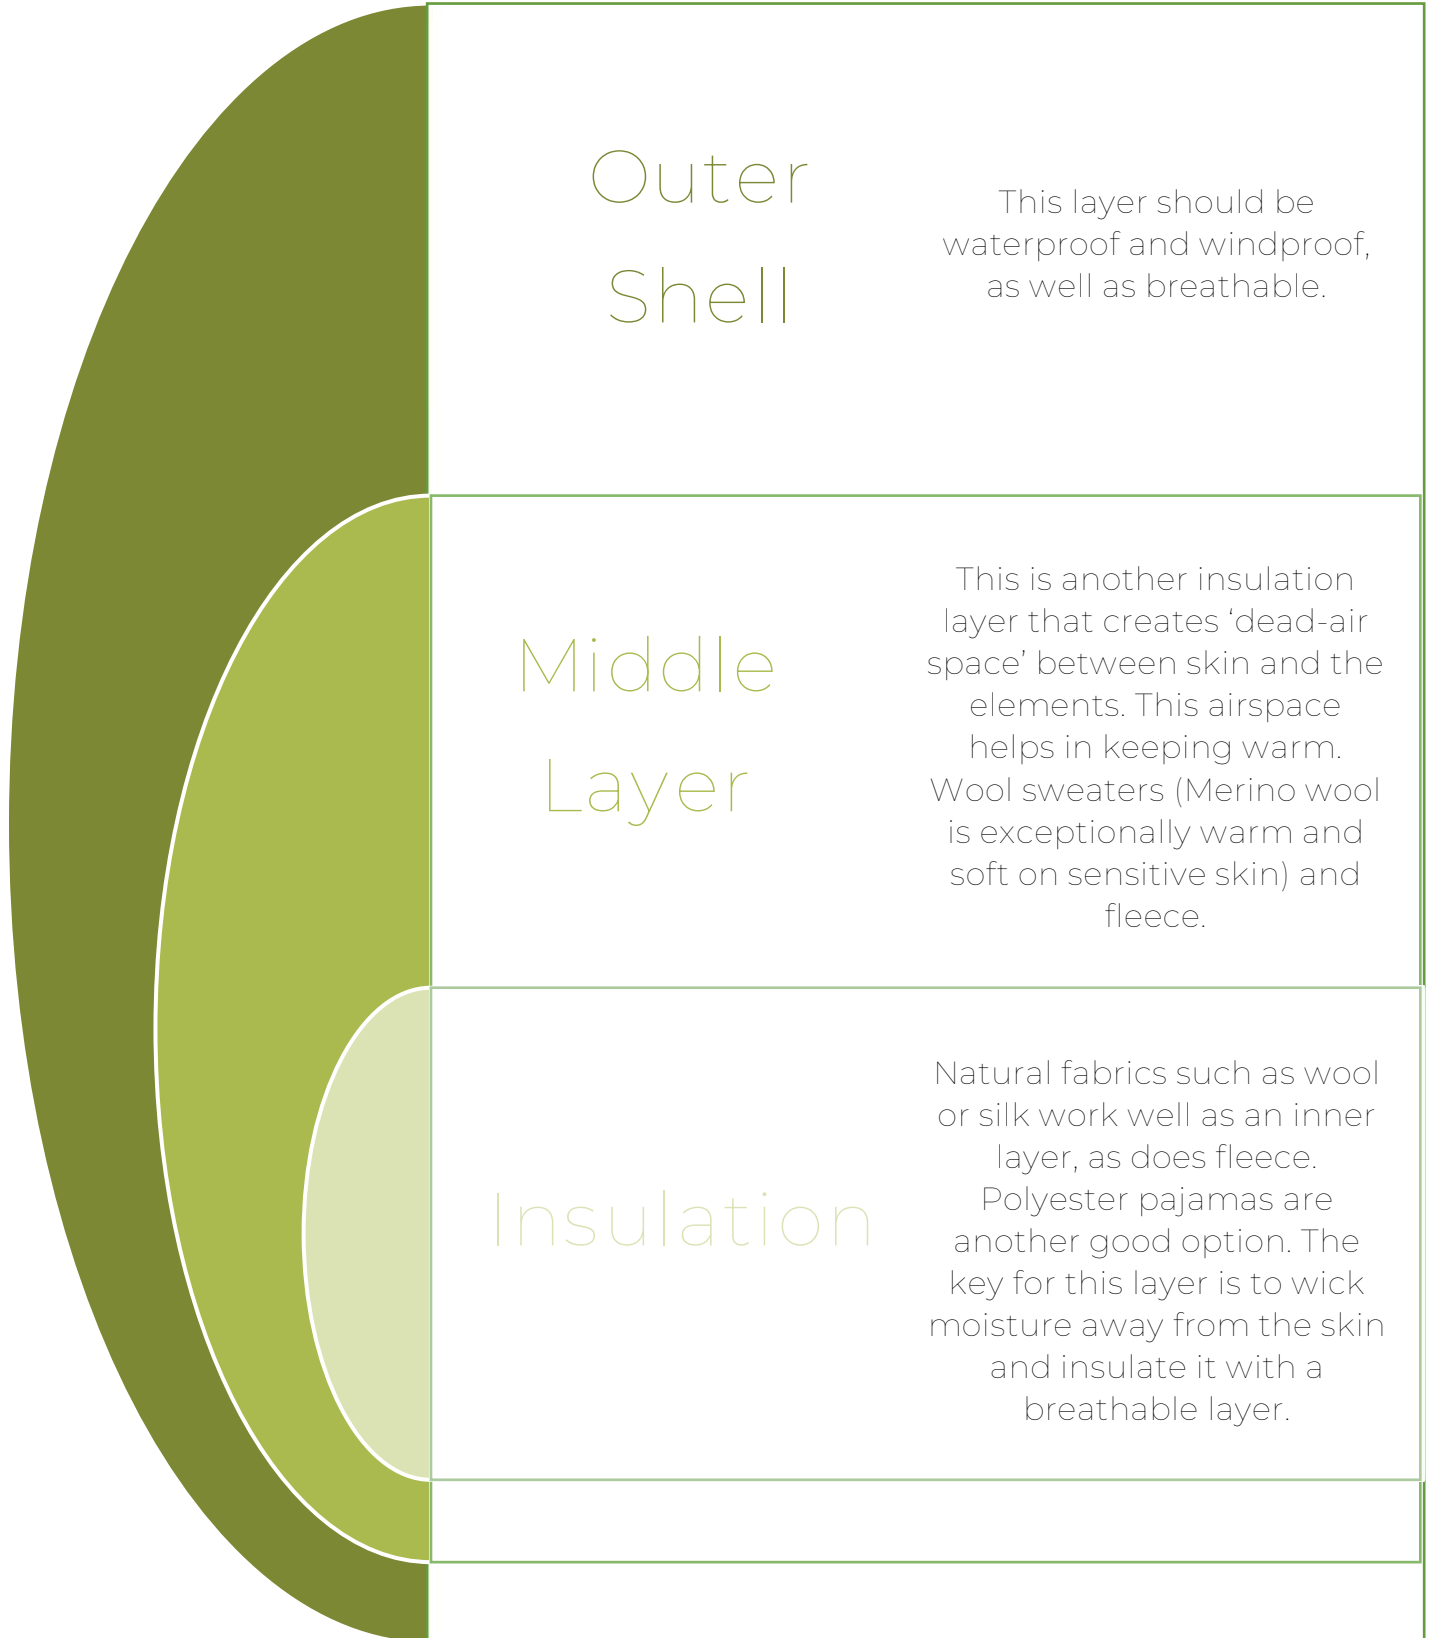 Outer
Shell
This layer should be
waterproof and windproof,
as well as breathable.
Middle
Layer
This is another insulation
layer that creates ‘dead-air
space’ between skin and the
elements. This airspace
helps in keeping warm.
Wool sweaters (Merino wool
is exceptionally warm and
soft on sensitive skin) and
fleece.
Insulation
Natural fabrics such as wool
or silk work well as an inner
layer, as does fleece.
Polyester pajamas are
another good option. The
key for this layer is to wick
moisture away from the skin
and insulate it with a
breathable layer.